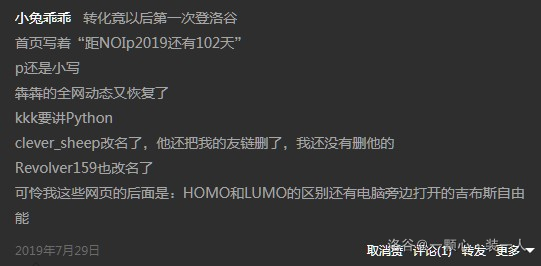 小兔乖乖 转化竞以后第一次登洛谷
首页写着“距NOIp2019还有102天”
p还是小写
犇犇的全网动态又恢复了
kkk要讲Python
clever_sheep改名了，他还把我的友链删了，我还没有删他的
Revolver159也改名了
可怜我这些网页的后面是：HOMO和LUMO的区别还有电脑旁边打开的吉布斯自由
能
2019年7月29日 取消赞 评论(1) 转发 更多
洛谷@一颗心，装一人